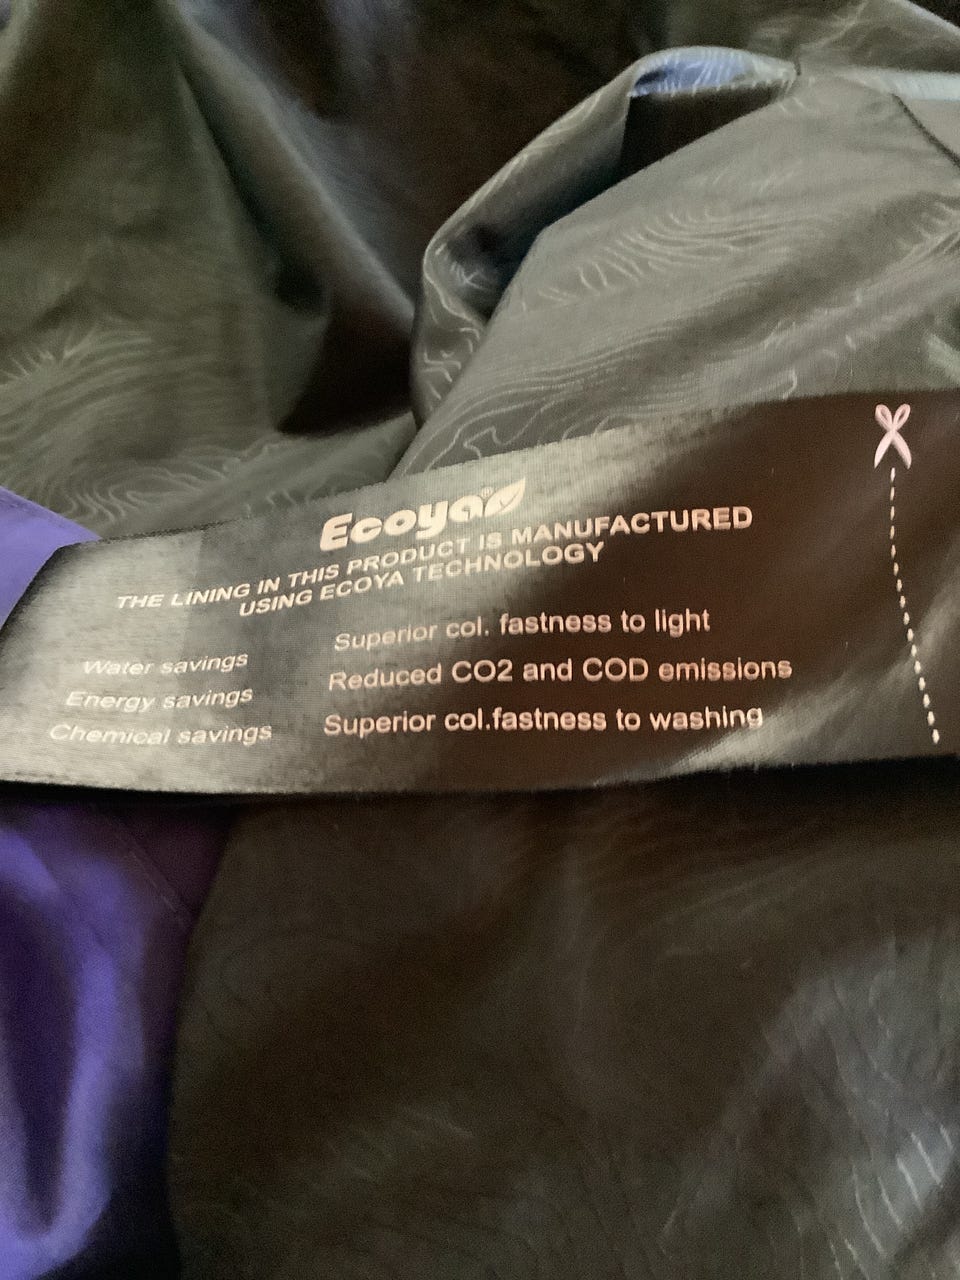 Ecoya®
THE LINING IN THIS PRODUCT IS MANUFACTURED
USING ECOYA TECHNOLOGY
Water savings Superior col. fastness to light
Energy savings Reduced CO2 and COD emissions
Chemical savings Superior col.fastness to washing